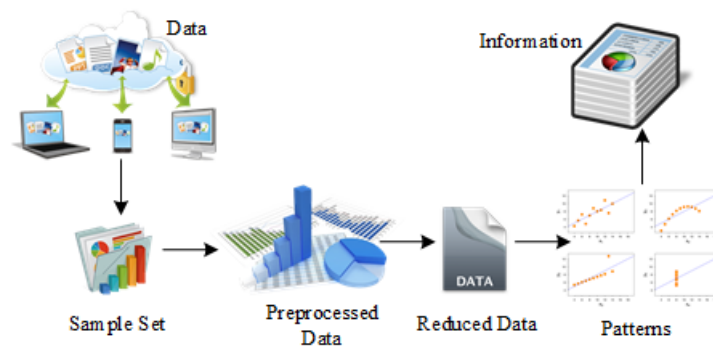 Data
Information
DATA
Sample Set
Preprocessed
Data
Reduced Data
Patterns